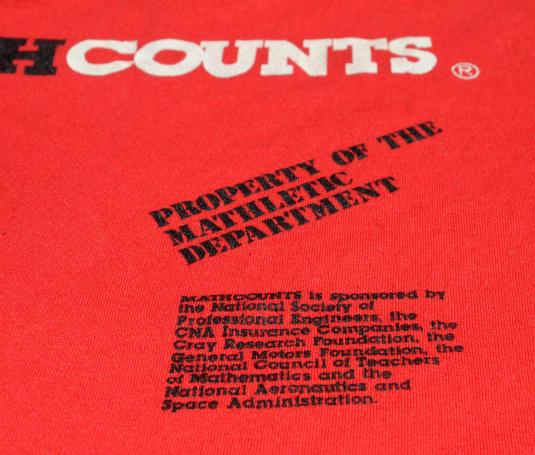 HCOUNTS ®
PROPERTY OF THE
MATHLETIC
DEPARTMENT
MATHCOUNTS is sponsored by
the National Society of
Professional Engineers, the
CNA Insurance Companies, the
Cray Research Foundation, the
General Motors Foundation, the
National Council of Teachers
of Mathematics and the
National Aeronautics and
Space Administration.